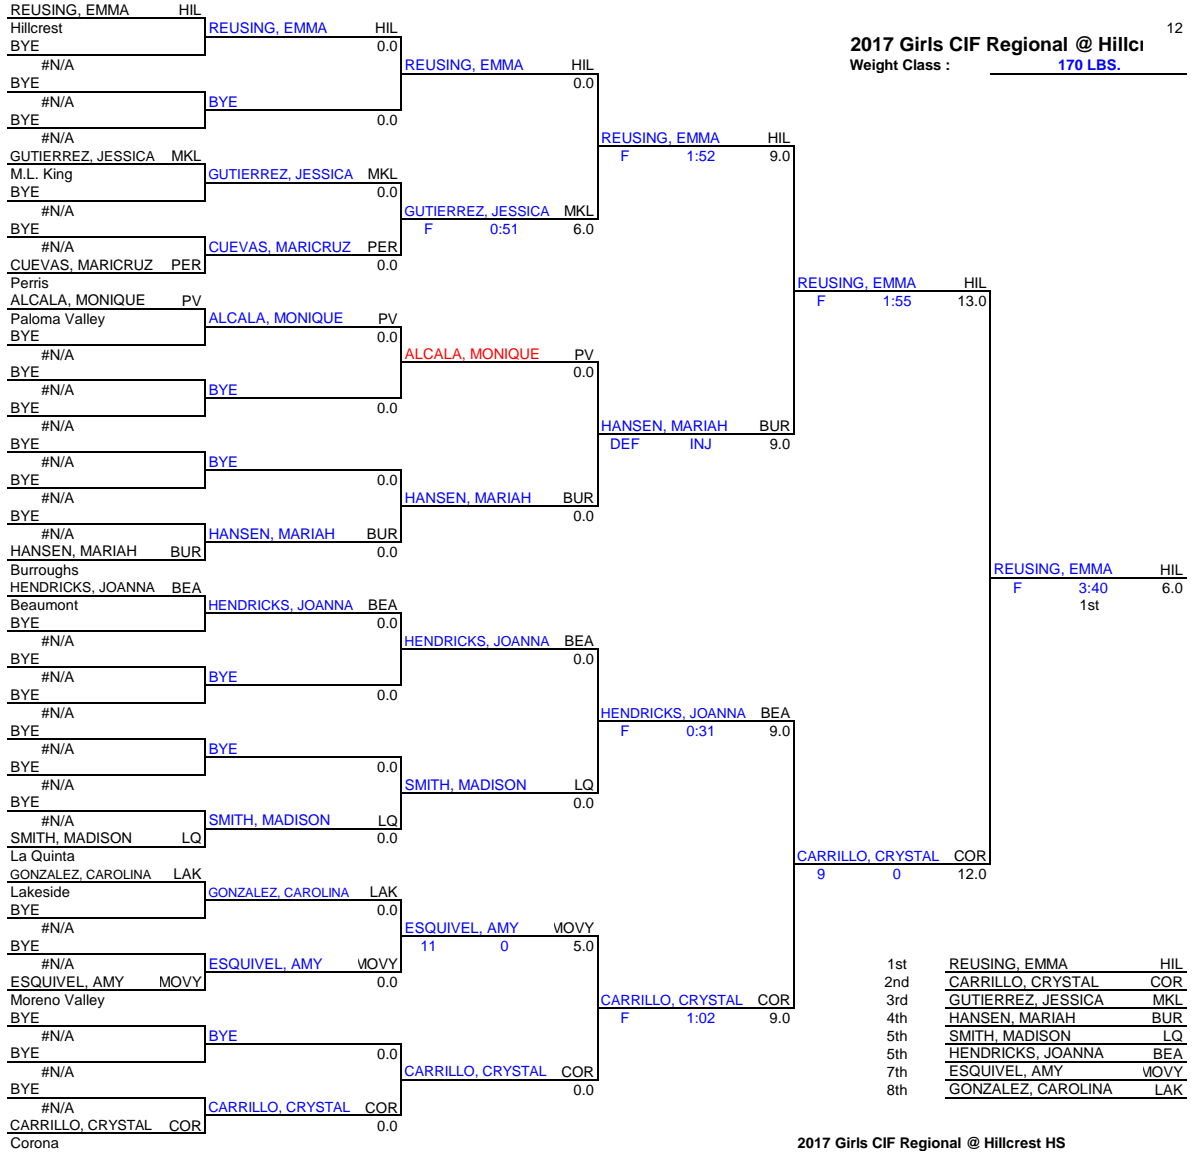 REUSING, EMMA HIL
Hillcrest
BYE
#N/A
BYE
#N/A
BYE
#N/A
GUTIERREZ, JESSICA MKL
M.L. King
BYE
#N/A
BYE
#N/A
CUEVAS, MARICRUZ PER
Perris
ALCALA, MONIQUE PV
Paloma Valley
BYE
#N/A
BYE
#N/A
BYE
#N/A
BYE
#N/A
BYE
#N/A
BYE
#N/A
HANSEN, MARIAH BUR
Burroughs
HENDRICKS, JOANNA BEA
Beaumont
BYE
#N/A
BYE
#N/A
BYE
#N/A
BYE
#N/A
BYE
#N/A
BYE
#N/A
SMITH, MADISON LQ
La Quinta
GONZALEZ, CAROLINA LAK
Lakeside
BYE
#N/A
BYE
#N/A
ESQUIVEL, AMY MOVY
Moreno Valley
BYE
#N/A
BYE
#N/A
BYE
#N/A
CARRILLO, CRYSTAL COR
Corona
REUSING, EMMA HIL
0.0
BYE
0.0
GUTIERREZ, JESSICA MKL
0.0
CUEVAS, MARICRUZ PER
0.0
ALCALA, MONIQUE PV
0.0
BYE
0.0
BYE
0.0
HANSEN, MARIAH BUR
0.0
HENDRICKS, JOANNA BEA
0.0
BYE
0.0
BYE
0.0
SMITH, MADISON LQ
0.0
GONZALEZ, CAROLINA LAK
0.0
ESQUIVEL, AMY MOVY
0.0
BYE
0.0
CARRILLO, CRYSTAL COR
0.0
REUSING, EMMA HIL
0.0
GUTIERREZ, JESSICA MKL
F 0:51 6.0
ALCALA, MONIQUE PV
0.0
HANSEN, MARIAH BUR
0.0
HENDRICKS, JOANNA BEA
0.0
SMITH, MADISON LQ
0.0
ESQUIVEL, AMY MOVY
11 0 5.0
CARRILLO, CRYSTAL COR
0.0
REUSING, EMMA HIL
F 1:52 9.0
HANSEN, MARIAH BUR
DEF INJ 9.0
HENDRICKS, JOANNA BEA
F 0:31 9.0
CARRILLO, CRYSTAL COR
F 1:02 9.0
REUSING, EMMA HIL
F 1:55 13.0
CARRILLO, CRYSTAL COR
9 0 12.0
REUSING, EMMA HIL
F 3:40 6.0
1st
12
2017 Girls CIF Regional @ Hillcr
Weight Class : 170 LBS.
1st REUSING, EMMA HIL
2nd CARRILLO, CRYSTAL COR
3rd GUTIERREZ, JESSICA MKL
4th HANSEN, MARIAH BUR
5th SMITH, MADISON LQ
5th HENDRICKS, JOANNA BEA
7th ESQUIVEL, AMY MOVY
8th GONZALEZ, CAROLINA LAK
2017 Girls CIF Regional @ Hillcrest HS